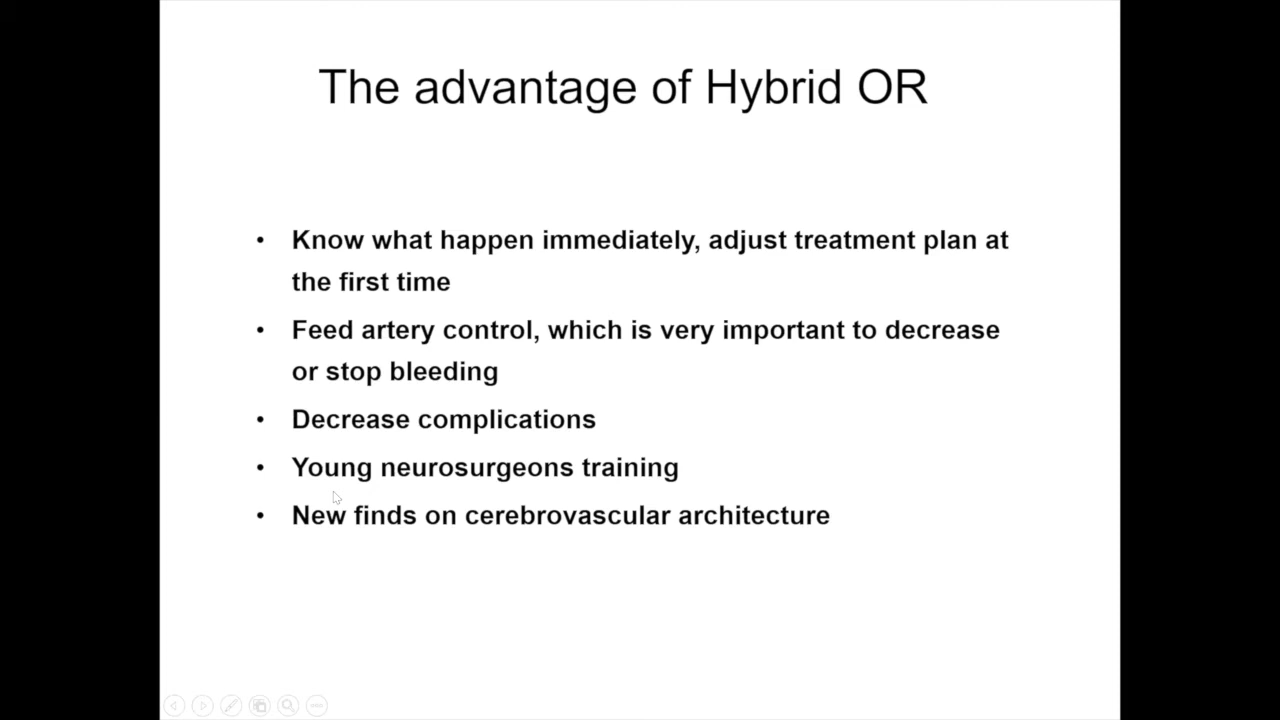 The advantage of Hybrid OR
• Know what happen immediately, adjust treatment plan at
the first time
• Feed artery control, which is very important to decrease
or stop bleeding
• Decrease complications
• Young neurosurgeons training
• New finds on cerebrovascular architecture